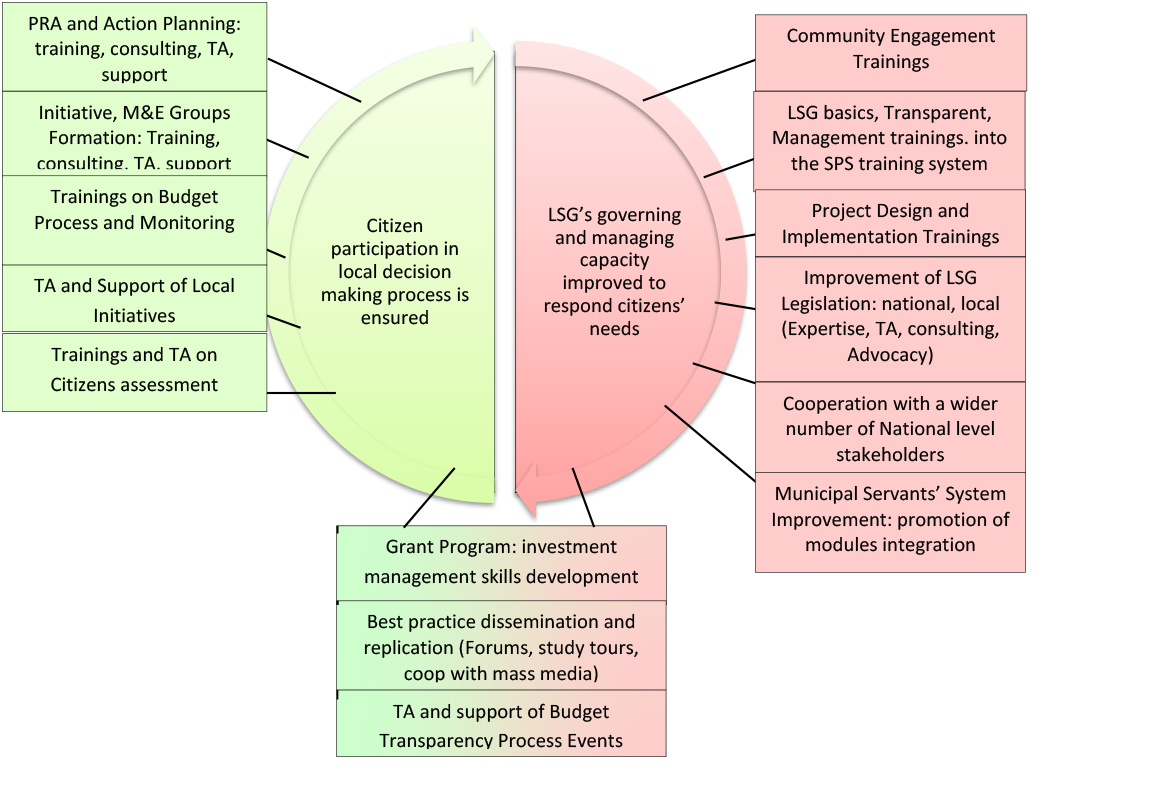 PRA and Action Planning:
training, consulting, TA,
support
Initiative, M&E Groups
Formation: Training,
consulting, TA, support
Trainings on Budget
Process and Monitoring
TA and Support of Local
Initiatives
Trainings and TA on
Citizens assessment
Citizen
participation in
local decision
making process is
ensured
LSG’s governing
and managing
capacity
improved to
respond citizens’
needs
Community Engagement
Trainings
LSG basics, Transparent,
Management trainings. into
the SPS training system
Project Design and
Implementation Trainings
Improvement of LSG
Legislation: national, local
(Expertise, TA, consulting,
Advocacy)
Cooperation with a wider
number of National level
stakeholders
Municipal Servants’ System
Improvement: promotion of
modules integration
Grant Program: investment
management skills development
Best practice dissemination and
replication (Forums, study tours,
coop with mass media)
TA and support of Budget
Transparency Process Events